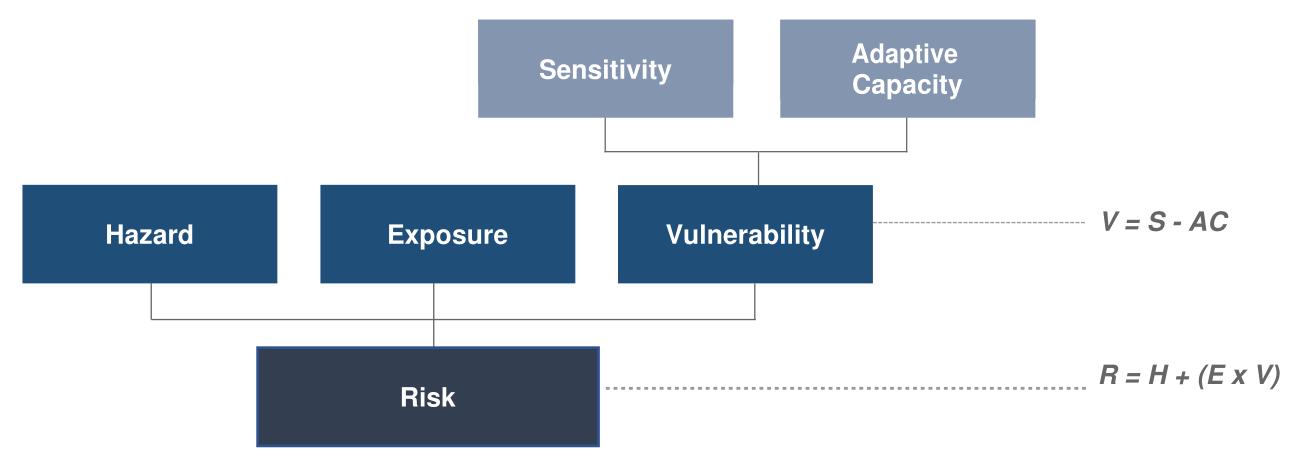 Sensitivity
Adaptive
Capacity
Hazard
Exposure
Vulnerability
V = S - AC
Risk
R = H + (E x V)